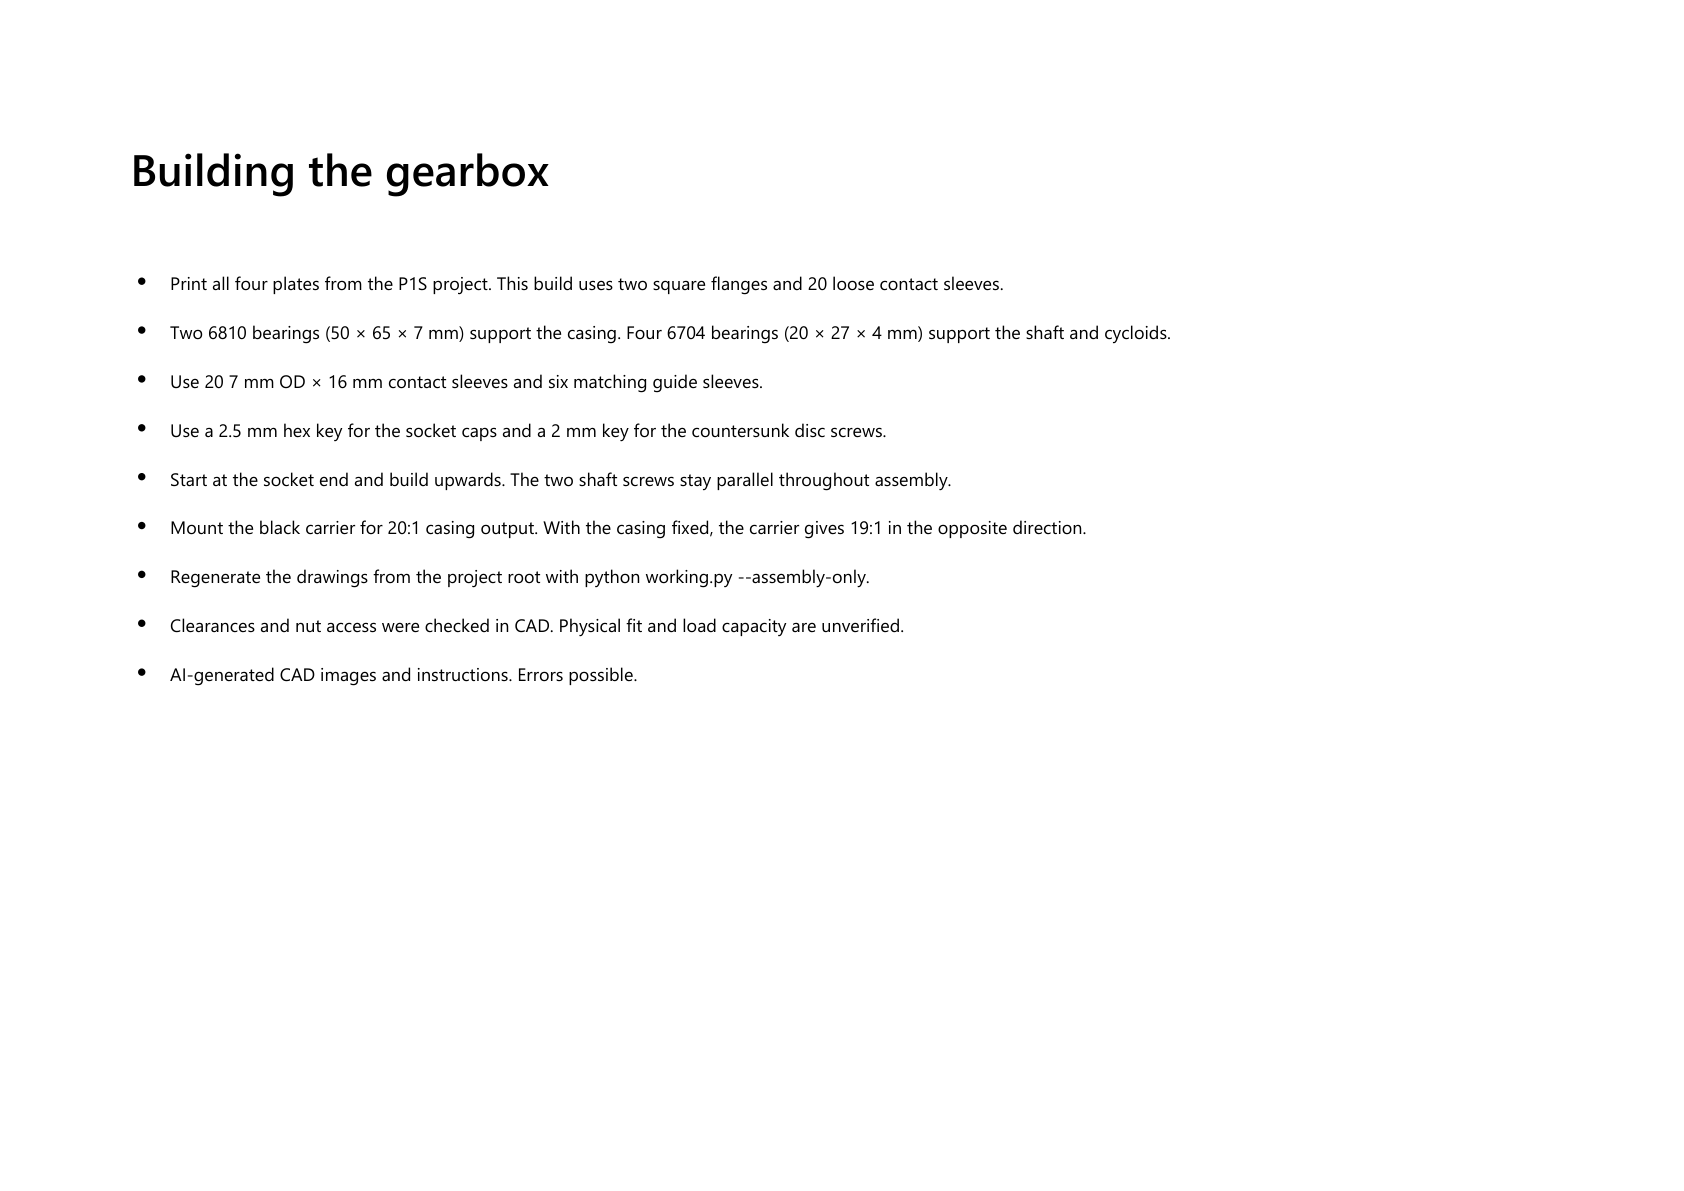 Building the gearbox
• Print all four plates from the P1S project. This build uses two square flanges and 20 loose contact sleeves.
• Two 6810 bearings (50 × 65 × 7 mm) support the casing. Four 6704 bearings (20 × 27 × 4 mm) support the shaft and cycloids.
• Use 20 7 mm OD × 16 mm contact sleeves and six matching guide sleeves.
• Use a 2.5 mm hex key for the socket caps and a 2 mm key for the countersunk disc screws.
• Start at the socket end and build upwards. The two shaft screws stay parallel throughout assembly.
• Mount the black carrier for 20:1 casing output. With the casing fixed, the carrier gives 19:1 in the opposite direction.
• Regenerate the drawings from the project root with python working.py --assembly-only.
• Clearances and nut access were checked in CAD. Physical fit and load capacity are unverified.
• AI-generated CAD images and instructions. Errors possible.